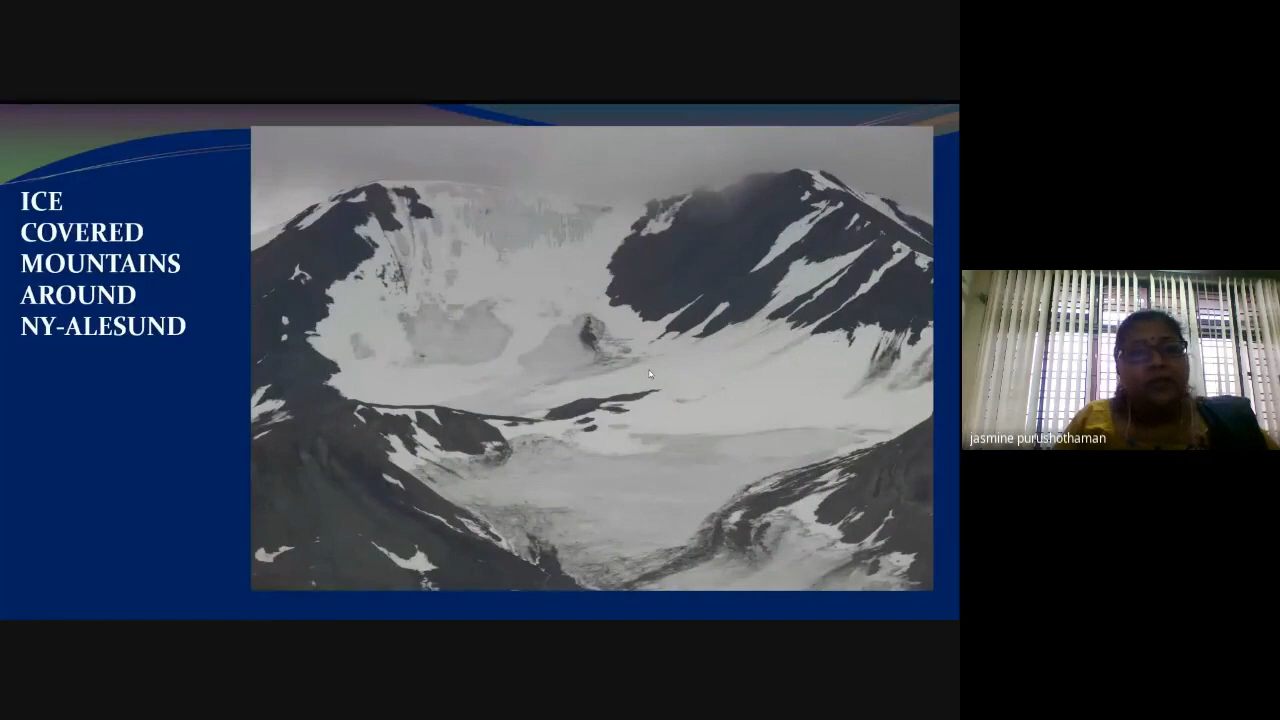 ICE
COVERED
MOUNTAINS
AROUND
NY-ALESUND
jasmine purushothaman